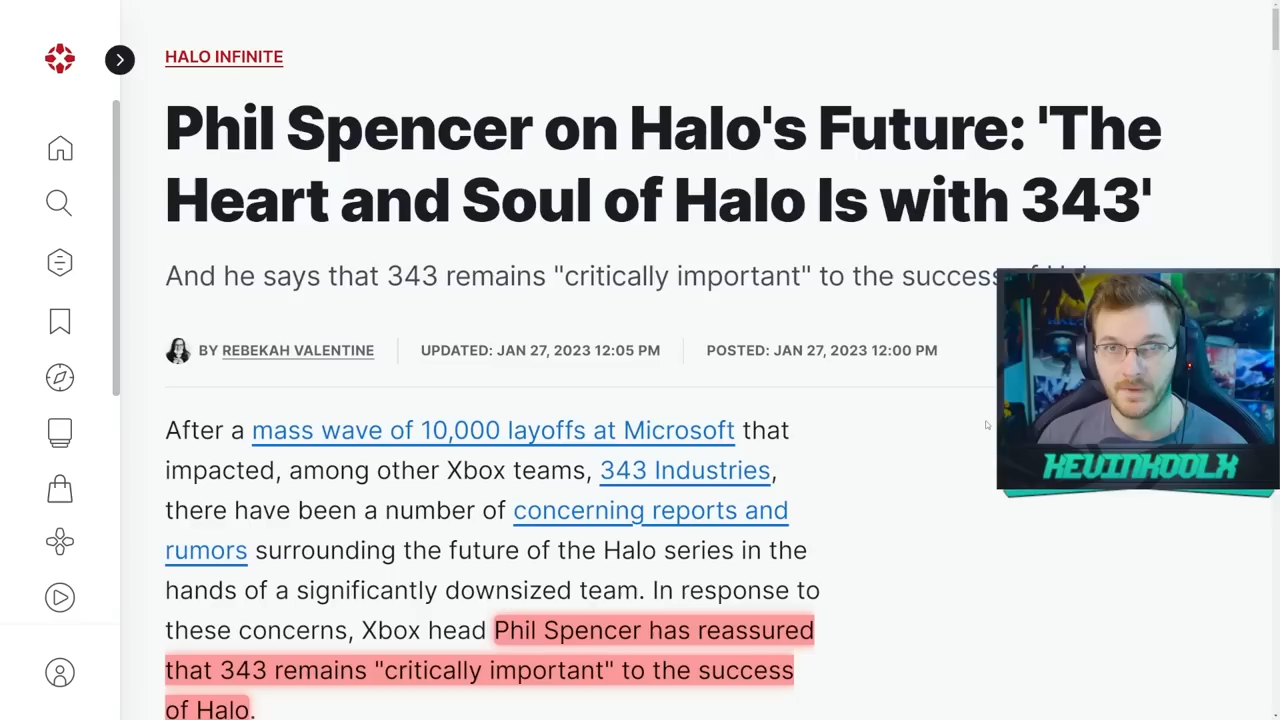 HALO INFINITE
Phil Spencer on Halo's Future: 'The
Heart and Soul of Halo Is with 343'
And he says that 343 remains "critically important" to the success
BY REBEKAH VALENTINE
UPDATED: JAN 27, 2023 12:05 PM
POSTED: JAN 27, 2023 12:00 PM
After a mass wave of 10,000 layoffs at Microsoft that
impacted, among other Xbox teams, 343 Industries,
there have been a number of concerning reports and
rumors surrounding the future of the Halo series in the
hands of a significantly downsized team. In response to
these concerns, Xbox head Phil Spencer has reassured
that 343 remains "critically important" to the success
of Halo.
KEVINKOOLX